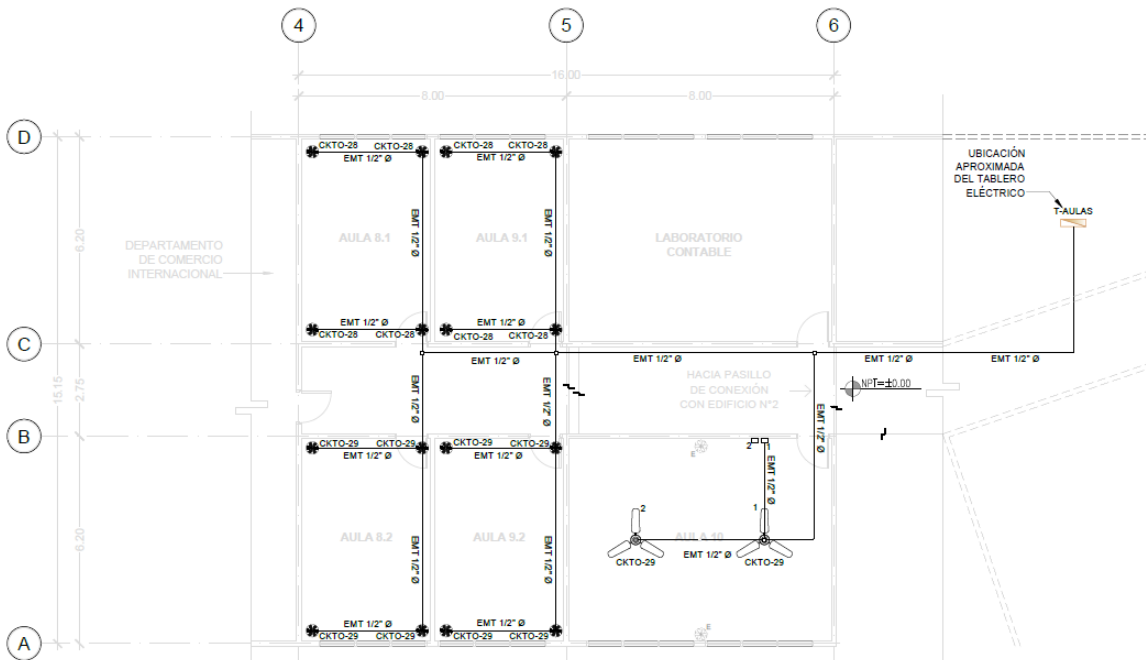 4 5 6
16.00
8.00 8.00
D
CKTO-28 CKTO-28 CKTO-28 CKTO-28
EMT 1/2" Ø EMT 1/2" Ø
UBICACIÓN
APROXIMADA
DEL TABLERO
ELÉCTRICO
T-AULAS
EMT 1/2" Ø EMT 1/2" Ø
6.20
AULA 8.1 AULA 9.1
LABORATORIO
CONTABLE
DEPARTAMENTO
DE COMERCIO
INTERNACIONAL
EMT 1/2" Ø EMT 1/2" Ø
CKTO-28 CKTO-28 CKTO-28 CKTO-28
C
EMT 1/2" Ø EMT 1/2" Ø EMT 1/2" Ø EMT 1/2" Ø
15.15
2.75
EMT 1/2" Ø
HACIA PASILLO
DE CONEXIÓN
CON EDIFICIO N°2
NPT=±0.00
EMT 1/2" Ø
B
CKTO-29 CKTO-29 CKTO-29 CKTO-29
EMT 1/2" Ø EMT 1/2" Ø
E
2 1
EMT 1/2" Ø
EMT 1/2" Ø EMT 1/2" Ø
6.20
2 1
AULA 8.2 AULA 9.2 AULA 10
EMT 1/2" Ø
CKTO-29 CKTO-29
EMT 1/2" Ø EMT 1/2" Ø
CKTO-29 CKTO-29 CKTO-29 CKTO-29
E
A